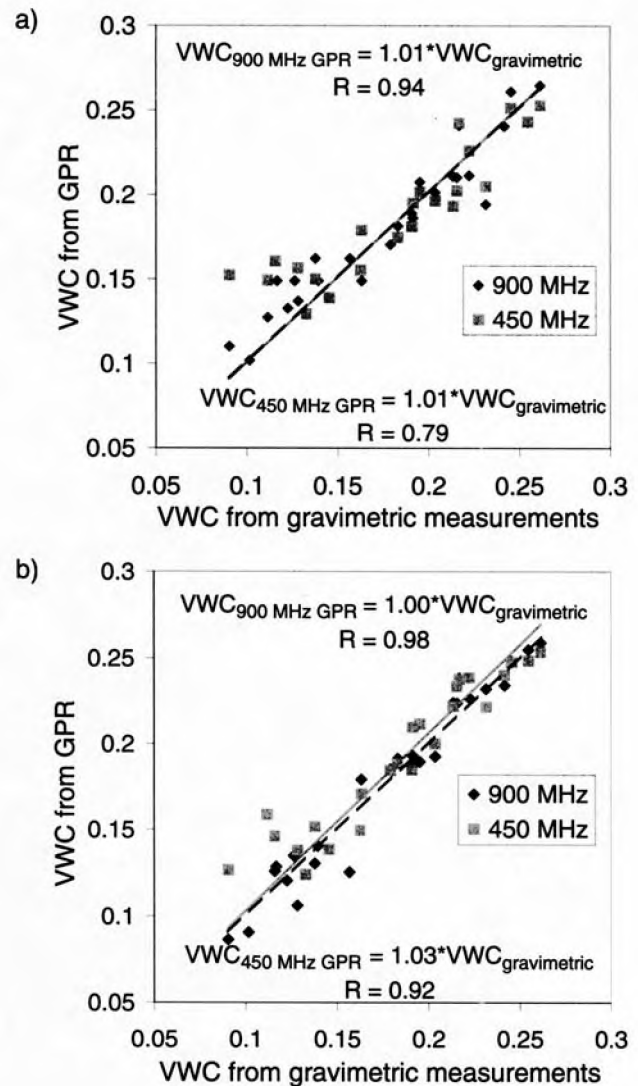 a)
0.3
0.25
0.2
0.15
0.1
0.05
VWC from GPR
VWC900 MHz GPR = 1.01*VWCgravimetric
R = 0.94
900 MHz
450 MHz
VWC450 MHz GPR = 1.01*VWCgravimetric
R = 0.79
0.05 0.1 0.15 0.2 0.25 0.3
VWC from gravimetric measurements
b)
0.3
0.25
0.2
0.15
0.1
0.05
VWC from GPR
VWC900 MHz GPR = 1.00*VWCgravimetric
R = 0.98
900 MHz
450 MHz
VWC450 MHz GPR = 1.03*VWCgravimetric
R = 0.92
0.05 0.1 0.15 0.2 0.25 0.3
VWC from gravimetric measurements